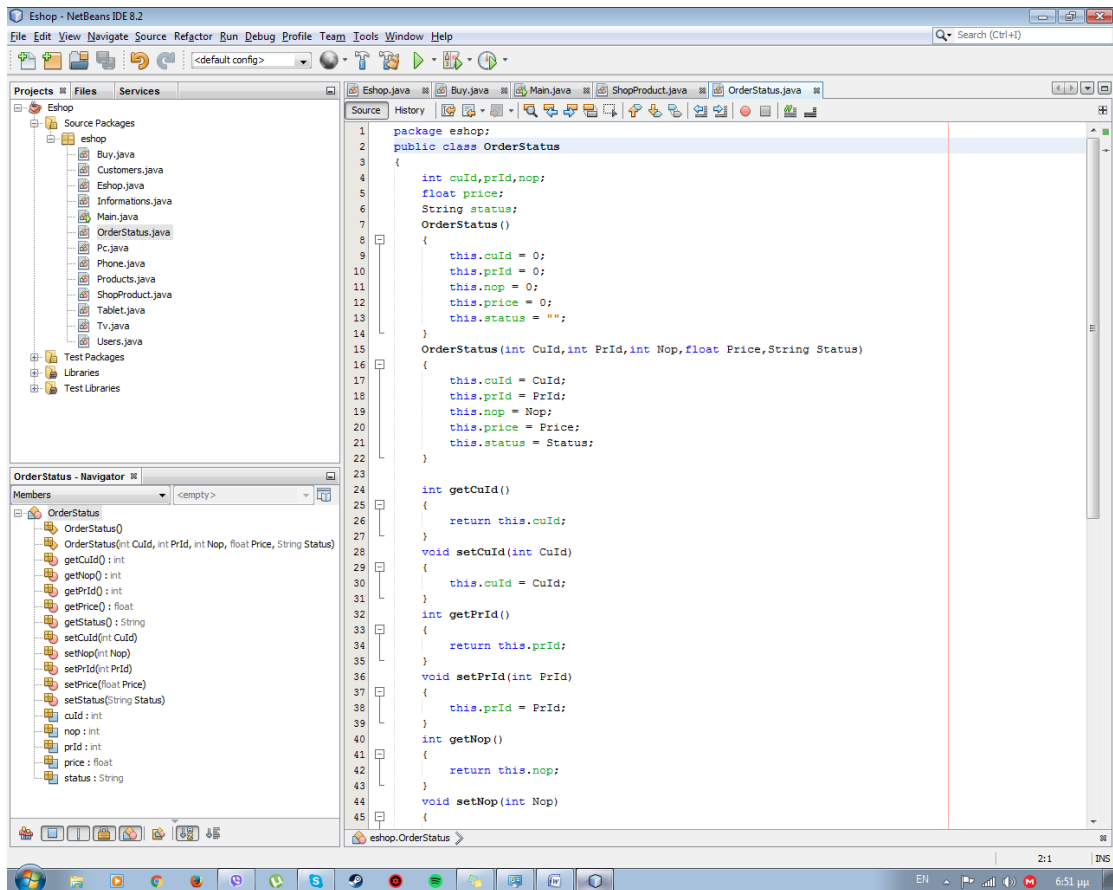 Eshop - NetBeans IDE 8.2
File Edit View Navigate Source Refactor Run Debug Profile Team Tools Window Help
Search (Ctrl+I)
<default config>
Projects Files Services
Eshop
Source Packages
eshop
Buy.java
Customers.java
Eshop.java
Informations.java
Main.java
OrderStatus.java
Pc.java
Phone.java
Products.java
ShopProduct.java
Tablet.java
Tv.java
Users.java
Test Packages
Libraries
Test Libraries
OrderStatus - Navigator
Members <empty>
OrderStatus
OrderStatus()
OrderStatus(int CuId, int PrId, int Nop, float Price, String Status)
getCuId() : int
getNop() : int
getPrId() : int
getPrice() : float
getStatus() : String
setCuId(int CuId)
setNop(int Nop)
setPrId(int PrId)
setPrice(float Price)
setStatus(String Status)
cuId : int
nop : int
prId : int
price : float
status : String
Eshop.java Buy.java Main.java ShopProduct.java OrderStatus.java
Source History
1 package eshop;
2 public class OrderStatus
3 {
4 int cuId,prId,nop;
5 float price;
6 String status;
7 OrderStatus()
8 {
9 this.cuId = 0;
10 this.prId = 0;
11 this.nop = 0;
12 this.price = 0;
13 this.status = "";
14 }
15 OrderStatus(int CuId,int PrId,int Nop,float Price,String Status)
16 {
17 this.cuId = CuId;
18 this.prId = PrId;
19 this.nop = Nop;
20 this.price = Price;
21 this.status = Status;
22 }
23
24 int getCuId()
25 {
26 return this.cuId;
27 }
28 void setCuId(int CuId)
29 {
30 this.cuId = CuId;
31 }
32 int getPrId()
33 {
34 return this.prId;
35 }
36 void setPrId(int PrId)
37 {
38 this.prId = PrId;
39 }
40 int getNop()
41 {
42 return this.nop;
43 }
44 void setNop(int Nop)
45 {
eshop.OrderStatus
2:1 INS
EN 6:51 μμ